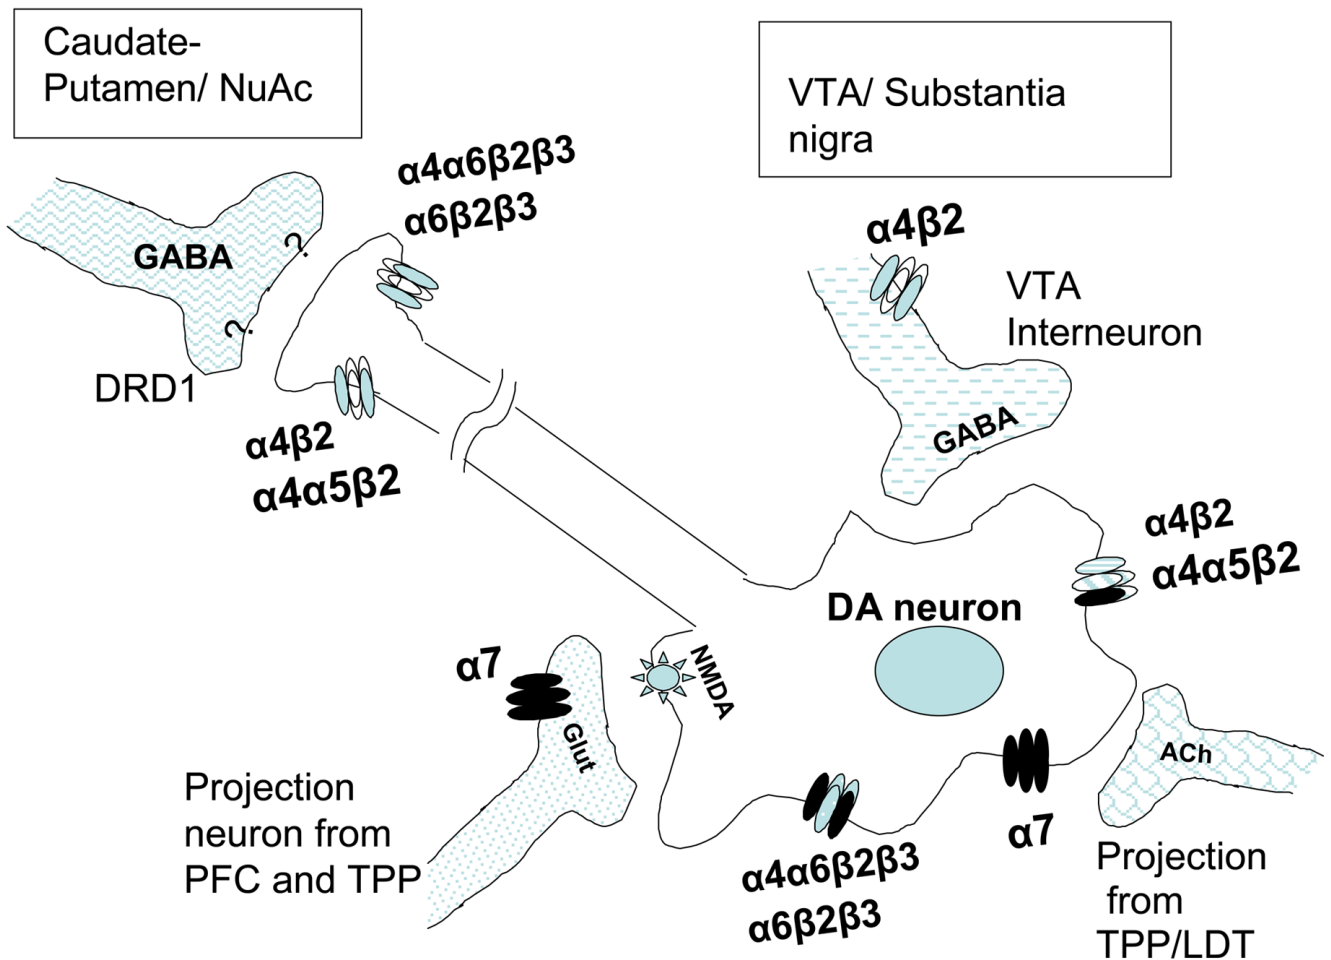 Caudate-
Putamen/ NuAc
VTA/ Substantia
nigra
α4α6β2β3
α6β2β3
GABA
?
?
DRD1
α4β2
α4α5β2
α4β2
VTA
Interneuron
GABA
α4β2
α4α5β2
DA neuron
NMDA
α7
Glut
Projection
neuron from
PFC and TPP
α4α6β2β3
α6β2β3
α7
ACh
Projection
from
TPP/LDT